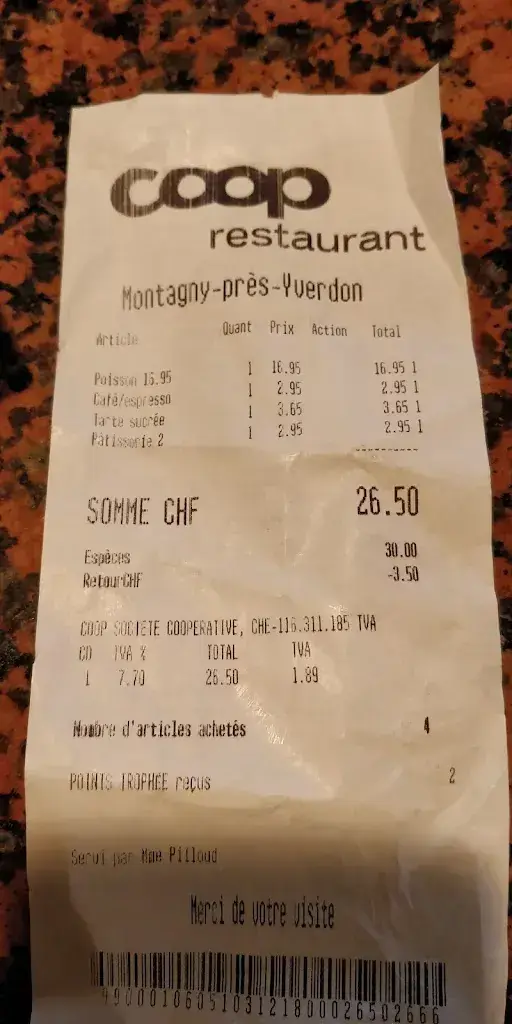 coop
restaurant
Montagny-près-Yverdon
Article Quant Prix Action Total
Poisson 16.95 1 16.95 16.95 1
Café/espresso 1 2.95 2.95 1
Tarte sucrée 1 3.65 3.65 1
Pâtisserie 2 1 2.95 2.95 1
SOMME CHF 26.50
Espèces 30.00
RetourCHF -3.50
COOP SOCIETE COOPERATIVE, CHE-116.311.185 TVA
CD TVA % TOTAL TVA
1 7.70 26.50 1.89
Nombre d'articles achetés 4
POINTS TROPHEE reçus 2
Servi par Mme Pilloud
Merci de votre visite
9900010605103121800026502666